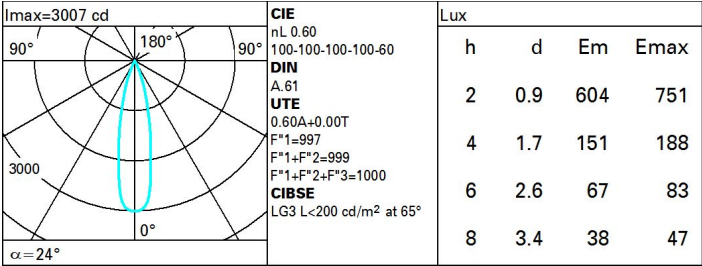 Imax=3007 cd
90°
180°
90°
3000
0°
α=24°
CIE
nL 0.60
100-100-100-100-60
DIN
A.61
UTE
0.60A+0.00T
F"1=997
F"1+F"2=999
F"1+F"2+F"3=1000
CIBSE
LG3 L<200 cd/m² at 65°
Lux
h d Em Emax
2 0.9 604 751
4 1.7 151 188
6 2.6 67 83
8 3.4 38 47